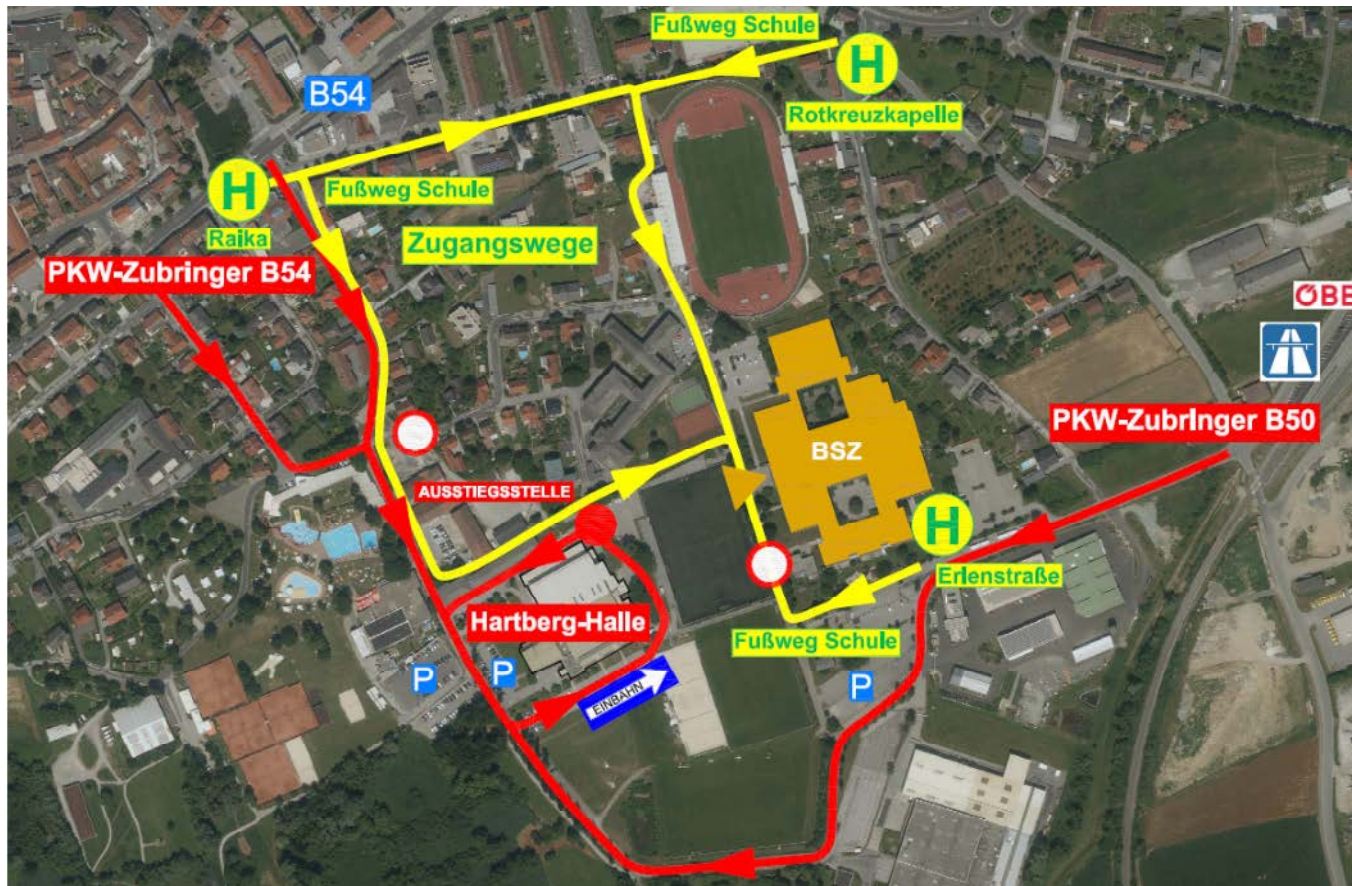 Fußweg Schule
H
Rotkreuzkapelle
B54
H
Raika
Fußweg Schule
Zugangswege
PKW-Zubringer B54
ÖBB
PKW-Zubringer B50
BSZ
AUSSTIEGSSTELLE
H
Erlenstraße
Hartberg-Halle
Fußweg Schule
P
P
P
EINBAHN